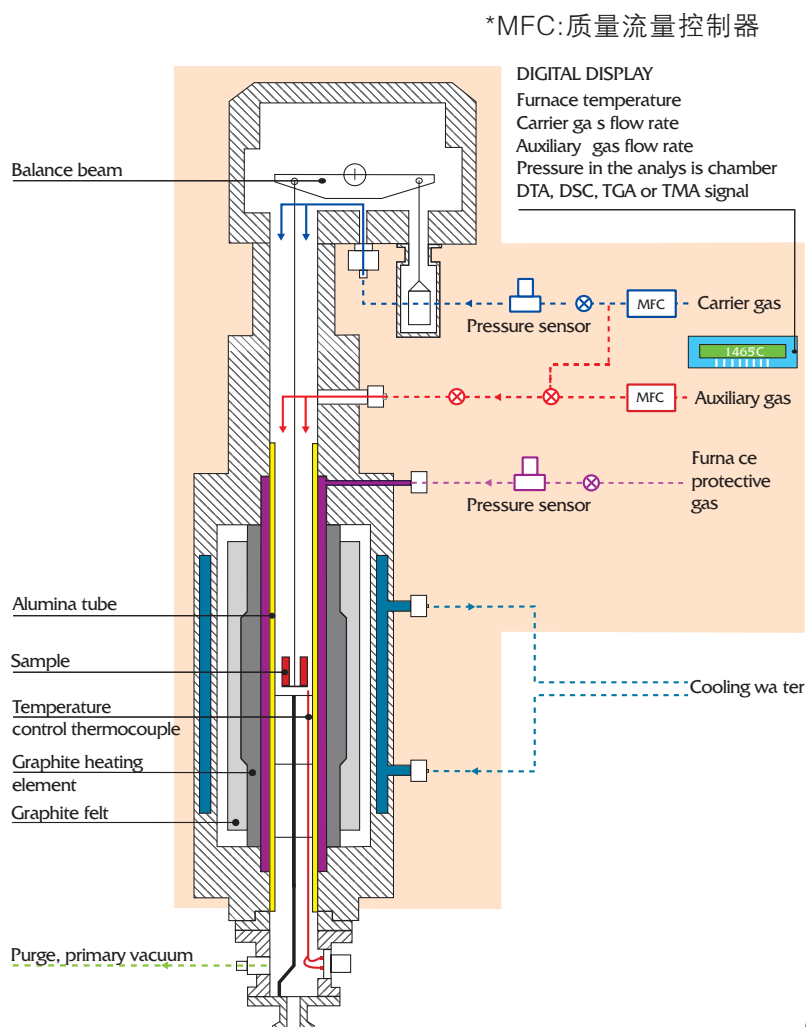 *MFC:质量流量控制器
DIGITAL DISPLAY
Furnace temperature
Carrier ga s flow rate
Auxiliary gas flow rate
Pressure in the analys is chamber
DTA, DSC, TGA or TMA signal
Balance beam
MFC
Carrier gas
Pressure sensor
1465C
MFC
Auxiliary gas
Furna ce
protective
gas
Pressure sensor
Alumina tube
Sample
Temperature
control thermocouple
Cooling wa ter
Graphite heating
element
Graphite felt
Purge, primary vacuum